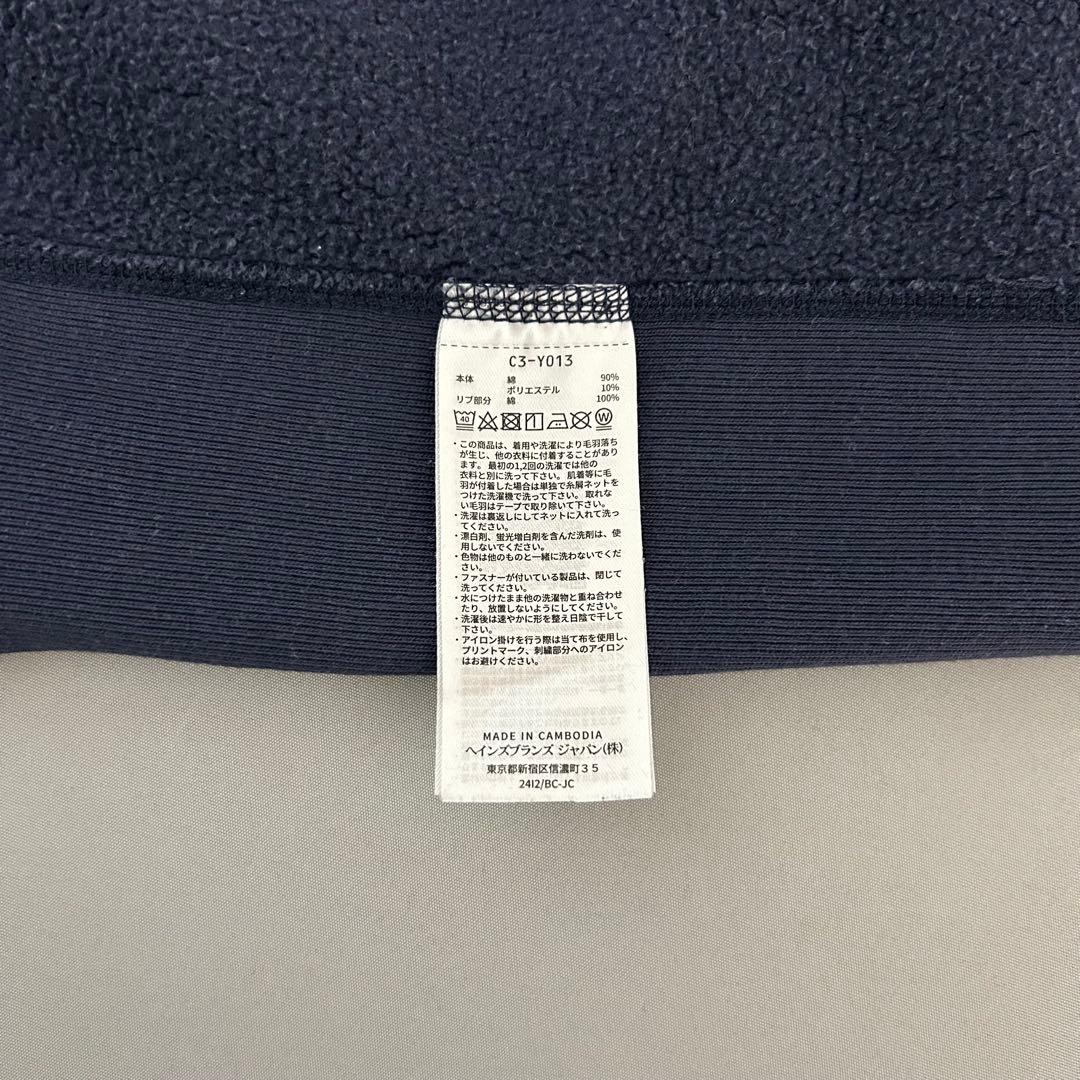 C3-Y013
本体 綿 90%
ポリエステル 10%
リブ部分 綿 100%
40 W
・この商品は、着用や洗濯により毛羽落ち
が生じ、他の衣料に付着することがあり
ます。 最初の1,2回の洗濯では他の
衣料と別に洗って下さい。 肌着等に毛
羽が付着した場合は単独で糸屑ネットを
つけた洗濯機で洗って下さい。 取れな
い毛羽はテープで取り除いて下さい。
・洗濯は裏返しにしてネットに入れて洗っ
てください。
・漂白剤、蛍光増白剤を含んだ洗剤は、使
用しないでください。
・色物は他のものと一緒に洗わないでくだ
さい。
・ファスナーが付いている製品は、閉じて
洗ってください。
・水につけたまま他の洗濯物と重ね合わせ
たり、放置しないようにしてください。
・洗濯後は速やかに形を整え日陰で干して
下さい。
・アイロン掛けを行う際は当て布を使用し、
プリントマーク、刺繍部分へのアイロン
はお避けください。
MADE IN CAMBODIA
ヘインズブランズ ジャパン(株)
東京都新宿区信濃町35
2412/BC-JC